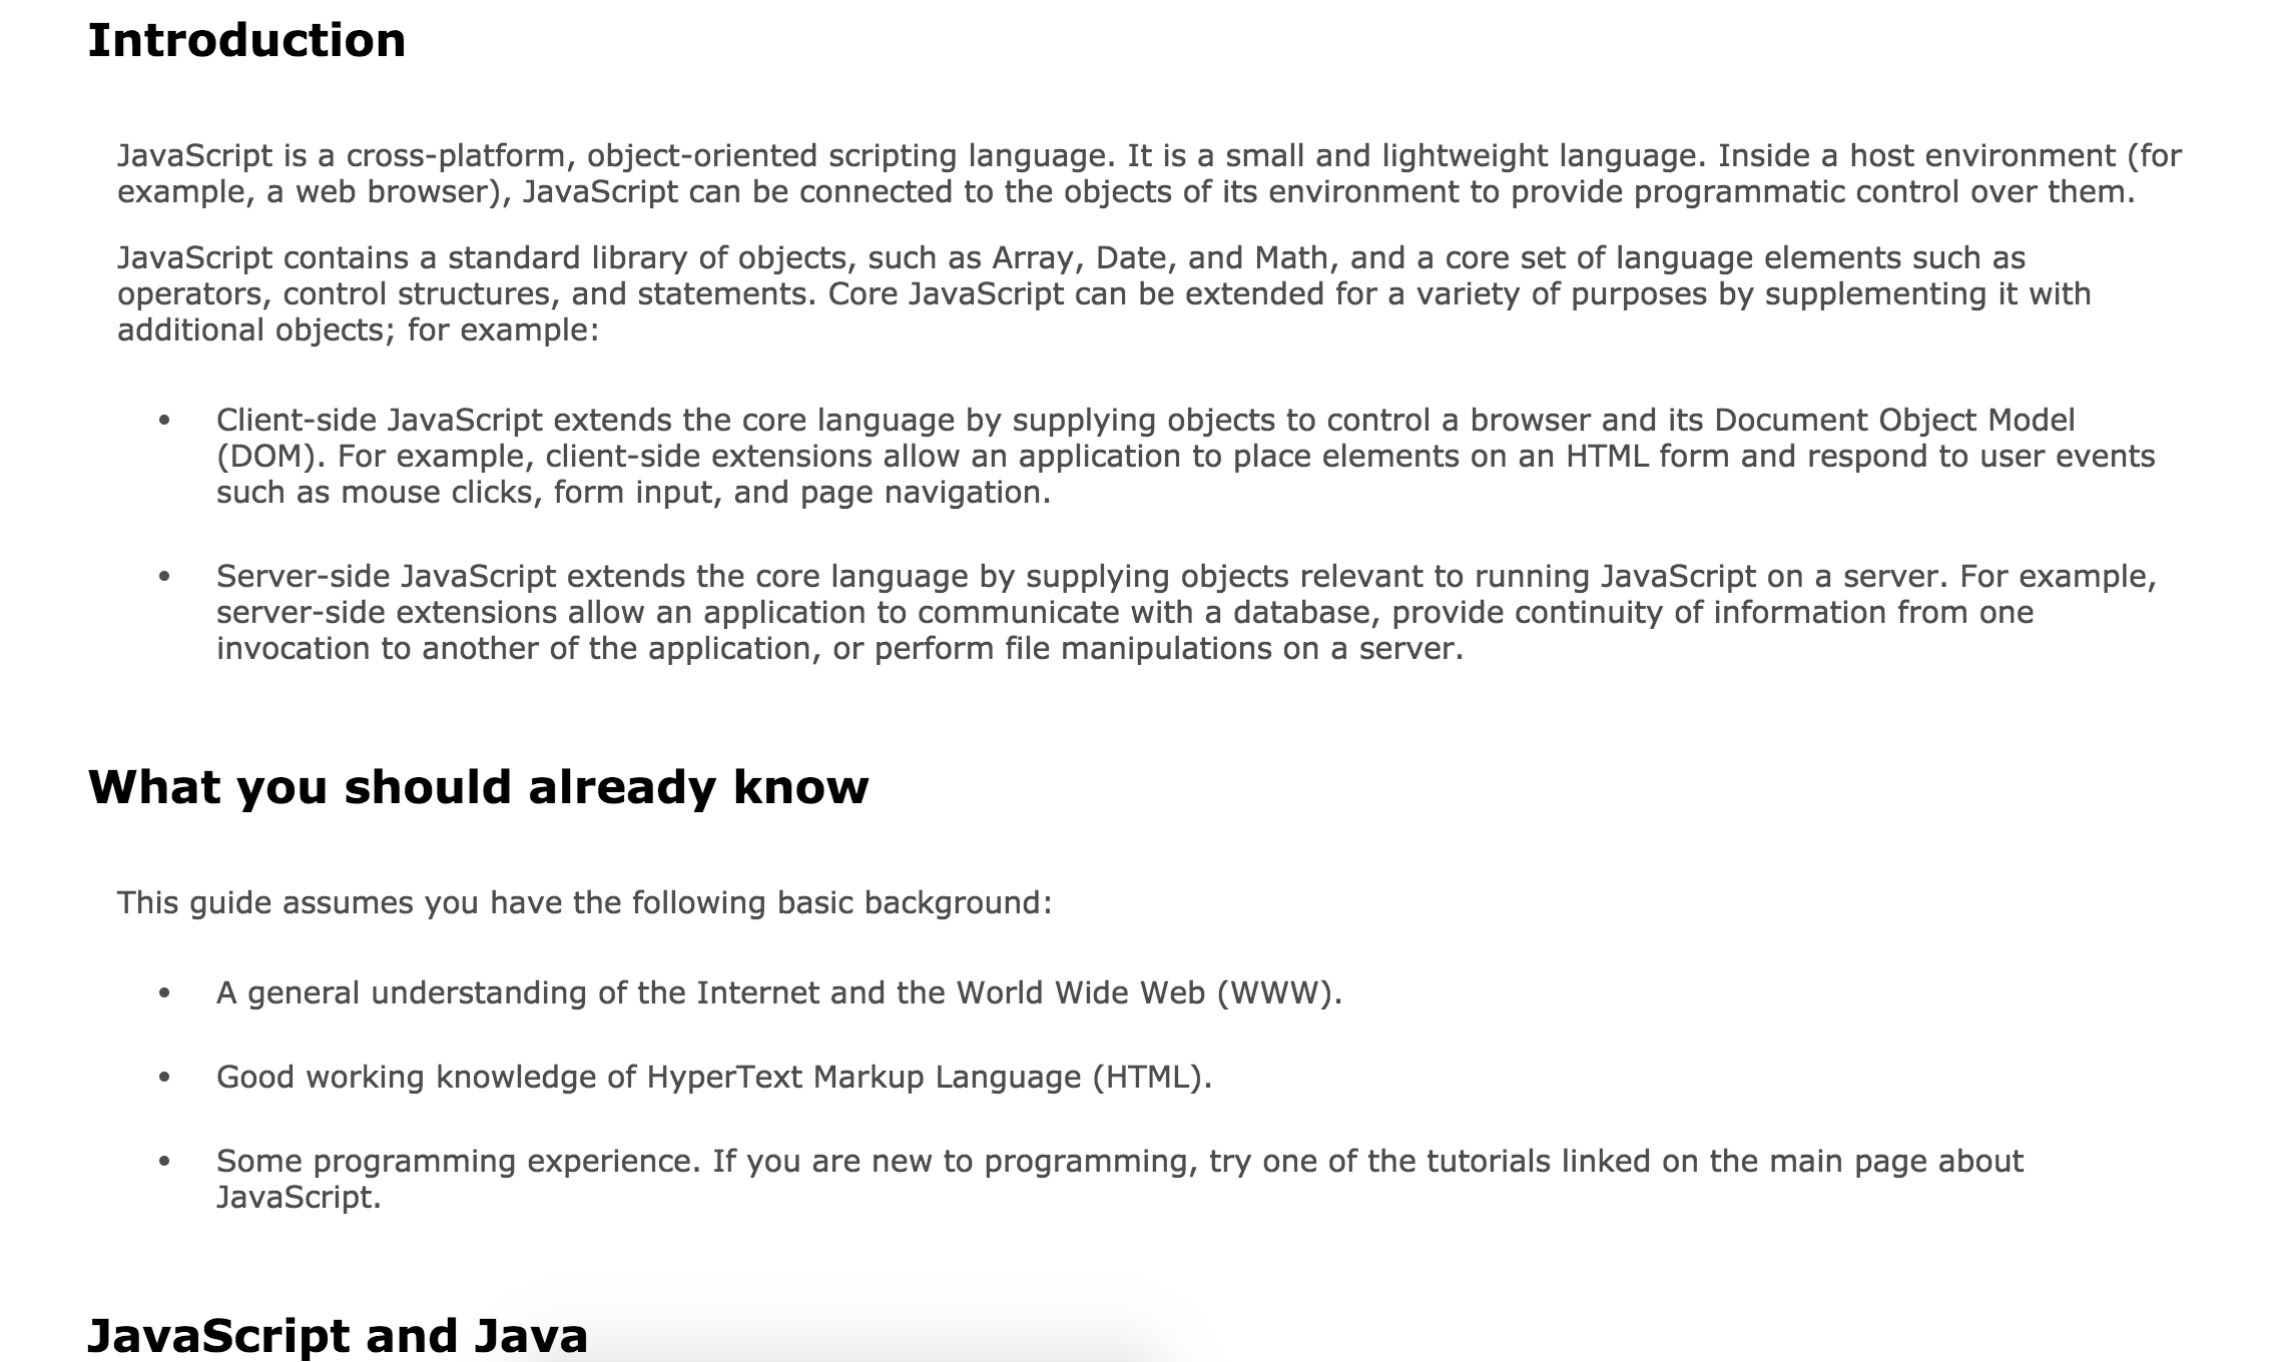 Introduction
JavaScript is a cross-platform, object-oriented scripting language. It is a small and lightweight language. Inside a host environment (for
example, a web browser), JavaScript can be connected to the objects of its environment to provide programmatic control over them.
JavaScript contains a standard library of objects, such as Array, Date, and Math, and a core set of language elements such as
operators, control structures, and statements. Core JavaScript can be extended for a variety of purposes by supplementing it with
additional objects; for example:
• Client-side JavaScript extends the core language by supplying objects to control a browser and its Document Object Model
(DOM). For example, client-side extensions allow an application to place elements on an HTML form and respond to user events
such as mouse clicks, form input, and page navigation.
• Server-side JavaScript extends the core language by supplying objects relevant to running JavaScript on a server. For example,
server-side extensions allow an application to communicate with a database, provide continuity of information from one
invocation to another of the application, or perform file manipulations on a server.
What you should already know
This guide assumes you have the following basic background:
• A general understanding of the Internet and the World Wide Web (WWW).
• Good working knowledge of HyperText Markup Language (HTML).
• Some programming experience. If you are new to programming, try one of the tutorials linked on the main page about
JavaScript.
JavaScript and Java